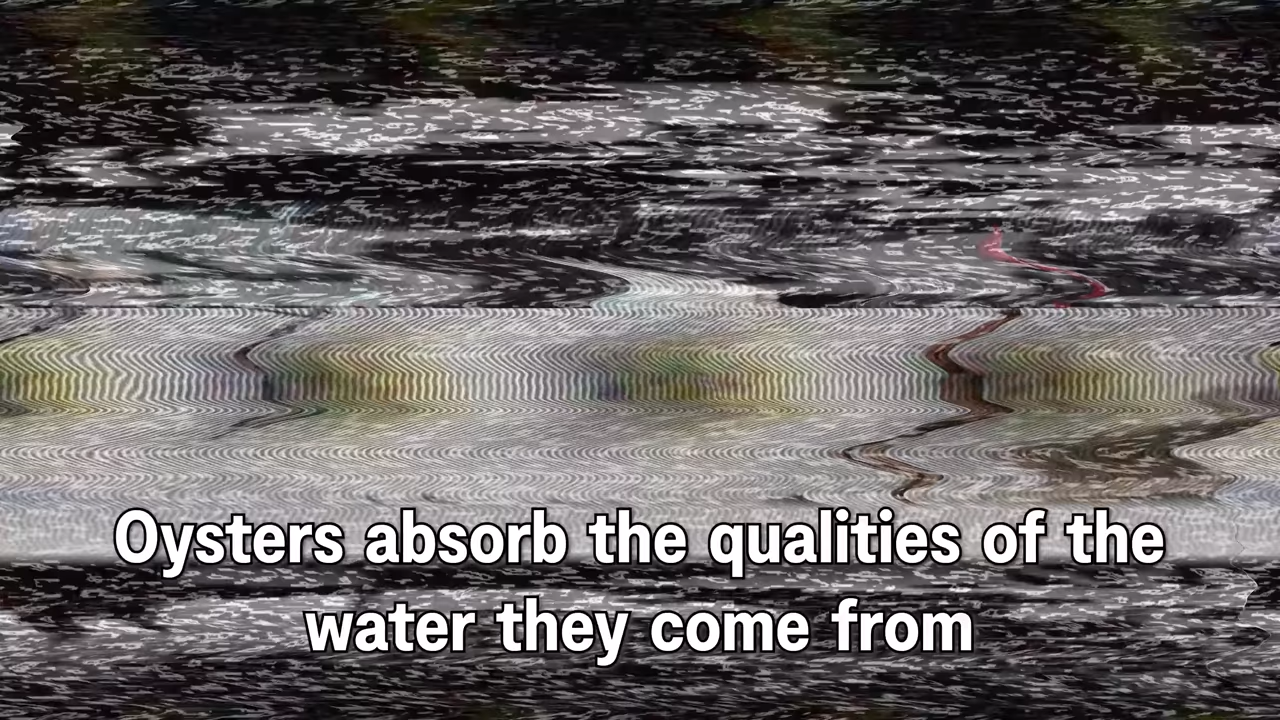 Oysters absorb the qualities of the
water they come from